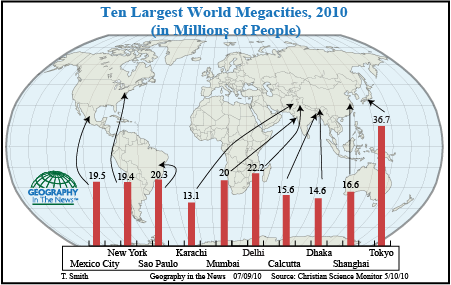 Ten Largest World Megacities, 2010
(in Millions of People)
36.7
19.5 19.4 20.3 13.1 20 22.2 15.6 14.6 16.6
GEOGRAPHY
In The News™
New York Karachi Delhi Dhaka Tokyo
Mexico City Sao Paulo Mumbai Calcutta Shanghai
T. Smith Geography in the News 07/09/10 Source: Christian Science Monitor 5/10/10